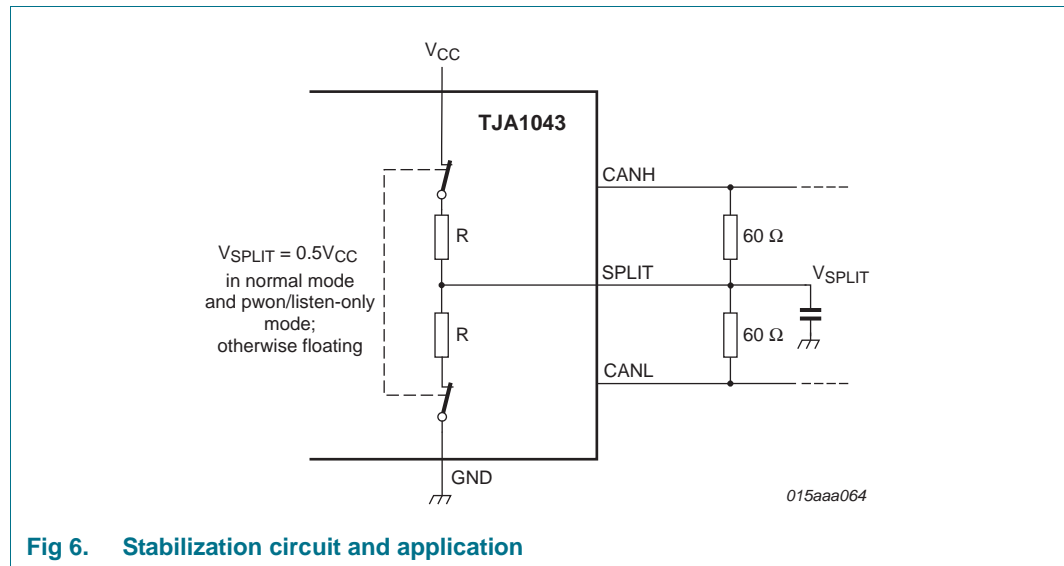 VCC
TJA1043
CANH
R
60 Ω
VSPLIT = 0.5VCC
in normal mode
and pwon/listen-only
mode;
otherwise floating
SPLIT
VSPLIT
R
60 Ω
CANL
GND
015aaa064
Fig 6. Stabilization circuit and application